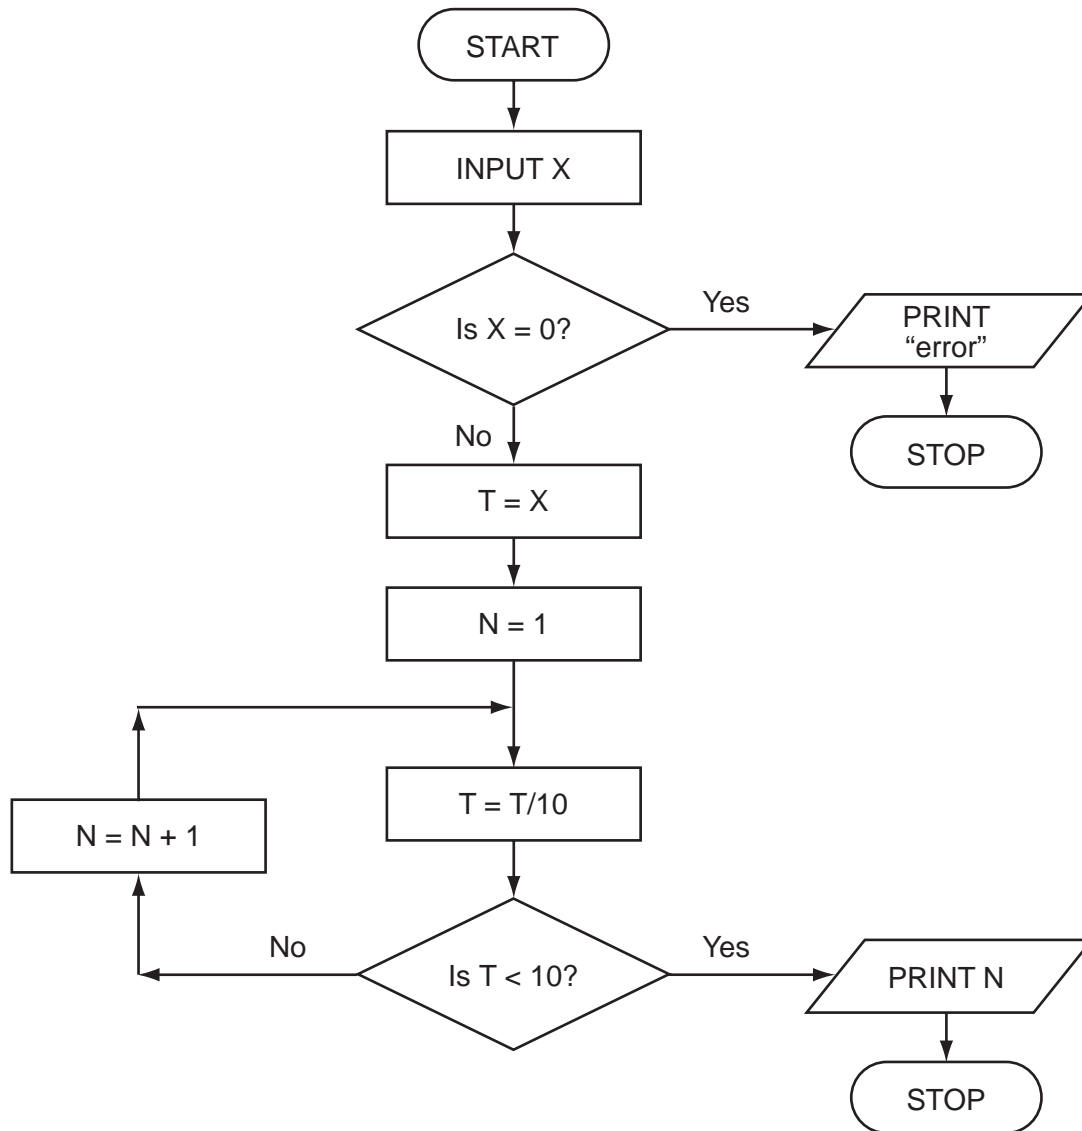 START
INPUT X
Is X = 0?
Yes
PRINT
“error”
STOP
No
T = X
N = 1
T = T/10
N = N + 1
No
Is T < 10?
Yes
PRINT N
STOP